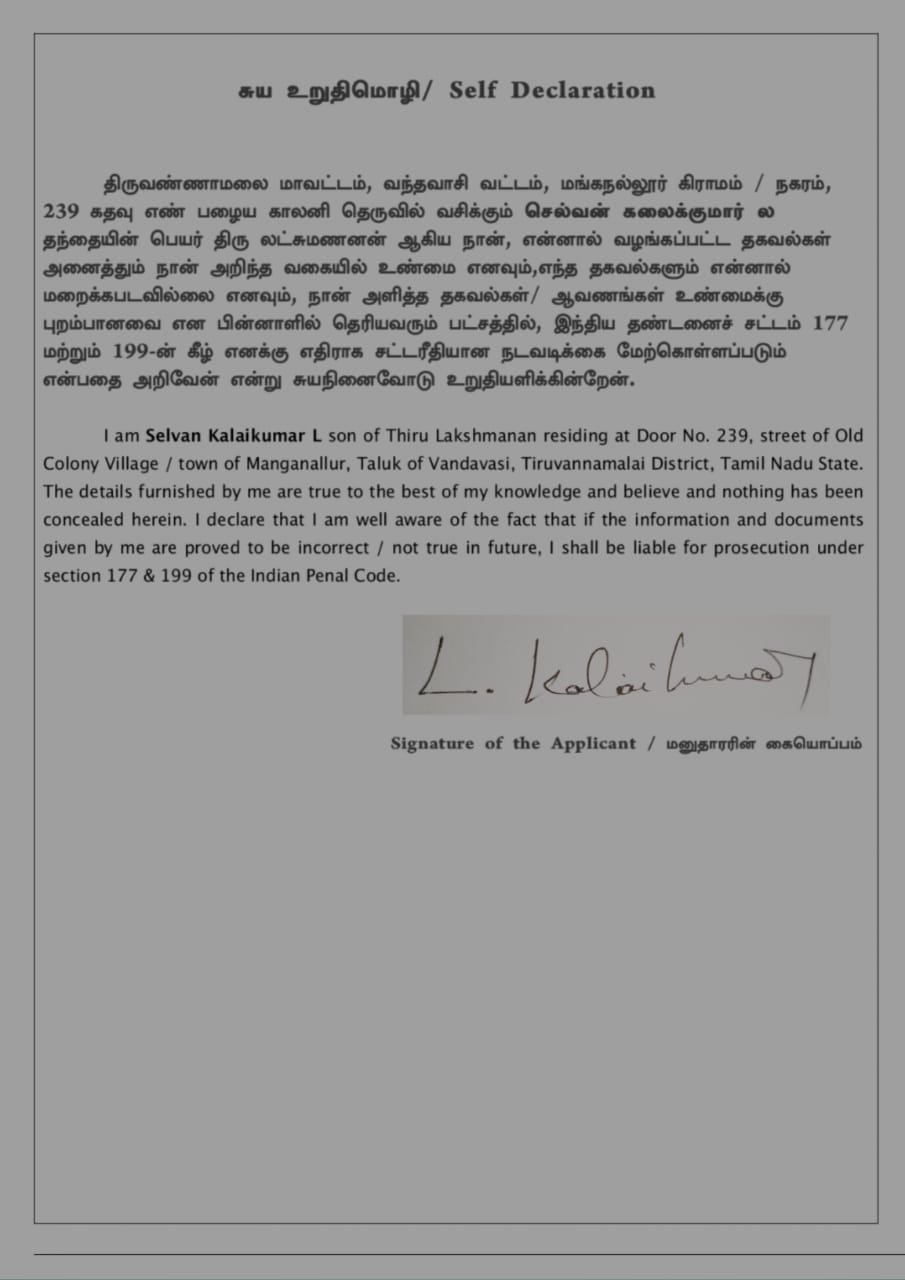 சுய உறுதிமொழி/ Self Declaration
திருவண்ணாமலை மாவட்டம், வந்தவாசி வட்டம், மங்கநல்லூர் கிராமம் / நகரம்,
239 கதவு எண் பழைய காலனி தெருவில் வசிக்கும் செல்வன் கலைக்குமார் ல
தந்தையின் பெயர் திரு லட்சுமணனன் ஆகிய நான், என்னால் வழங்கப்பட்ட தகவல்கள்
அனைத்தும் நான் அறிந்த வகையில் உண்மை எனவும்,எந்த தகவல்களும் என்னால்
மறைக்கபடவில்லை எனவும், நான் அளித்த தகவல்கள்/ ஆவணங்கள் உண்மைக்கு
புறம்பானவை என பின்னாளில் தெரியவரும் பட்சத்தில், இந்திய தண்டனைச் சட்டம் 177
மற்றும் 199-ன் கீழ் எனக்கு எதிராக சட்டரீதியான நடவடிக்கை மேற்கொள்ளப்படும்
என்பதை அறிவேன் என்று சுயநினைவோடு உறுதியளிக்கின்றேன்.
I am Selvan Kalaikumar L son of Thiru Lakshmanan residing at Door No. 239, street of Old
Colony Village / town of Manganallur, Taluk of Vandavasi, Tiruvannamalai District, Tamil Nadu State.
The details furnished by me are true to the best of my knowledge and believe and nothing has been
concealed herein. I declare that I am well aware of the fact that if the information and documents
given by me are proved to be incorrect / not true in future, I shall be liable for prosecution under
section 177 & 199 of the Indian Penal Code.
L. Kalaikumar
Signature of the Applicant / மனுதாரரின் கையொப்பம்